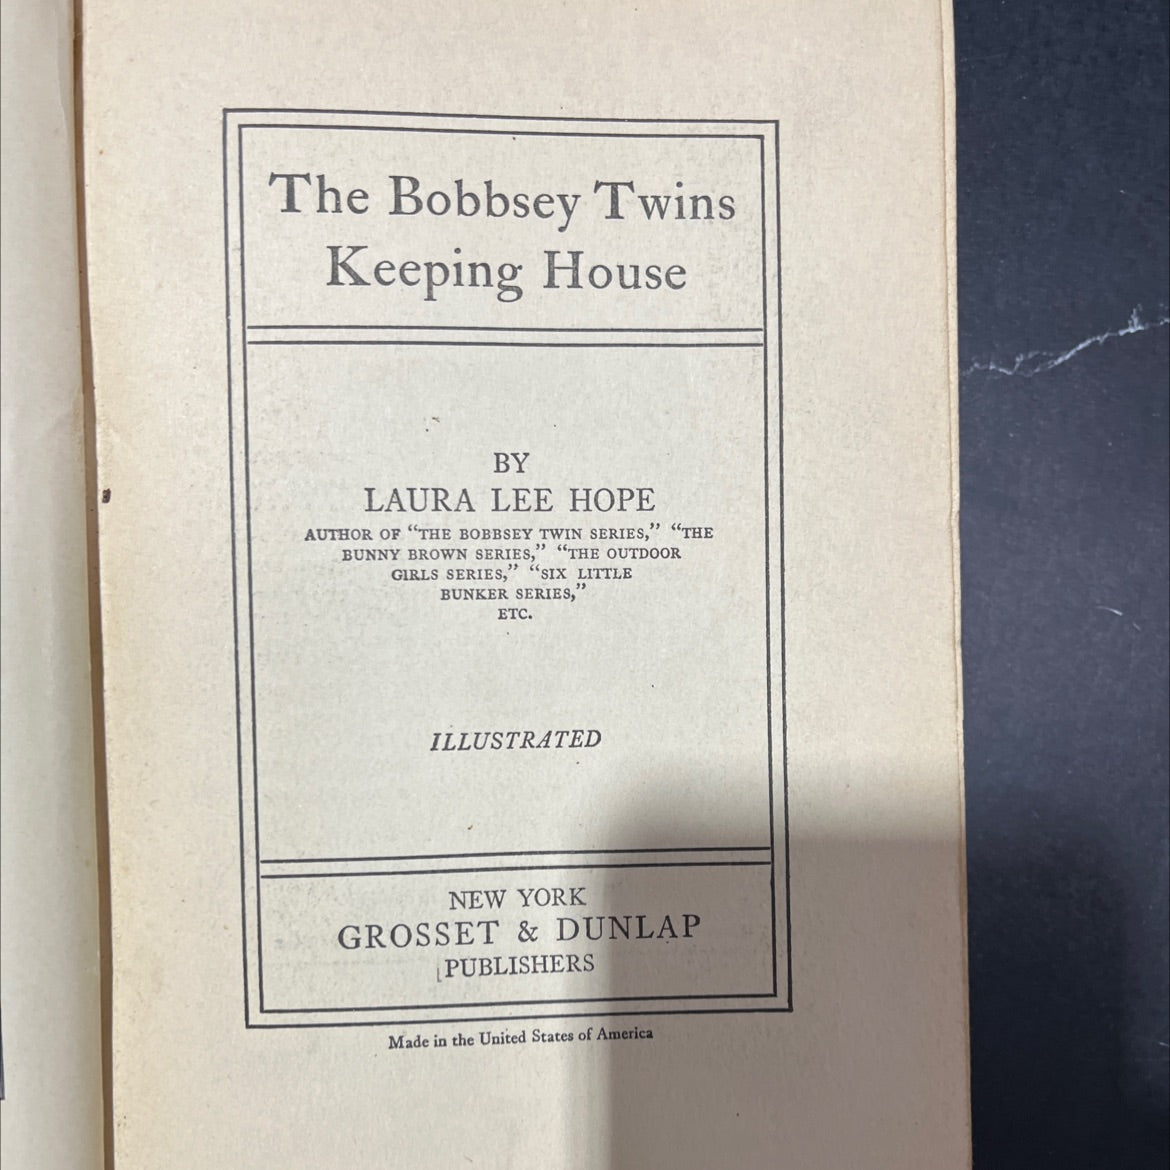 The Bobbsey Twins
Keeping House
BY
LAURA LEE HOPE
AUTHOR OF “THE BOBBSEY TWIN SERIES,” “THE
BUNNY BROWN SERIES,” “THE OUTDOOR
GIRLS SERIES,” “SIX LITTLE
BUNKER SERIES,”
ETC.
ILLUSTRATED
NEW YORK
GROSSET & DUNLAP
PUBLISHERS
Made in the United States of America